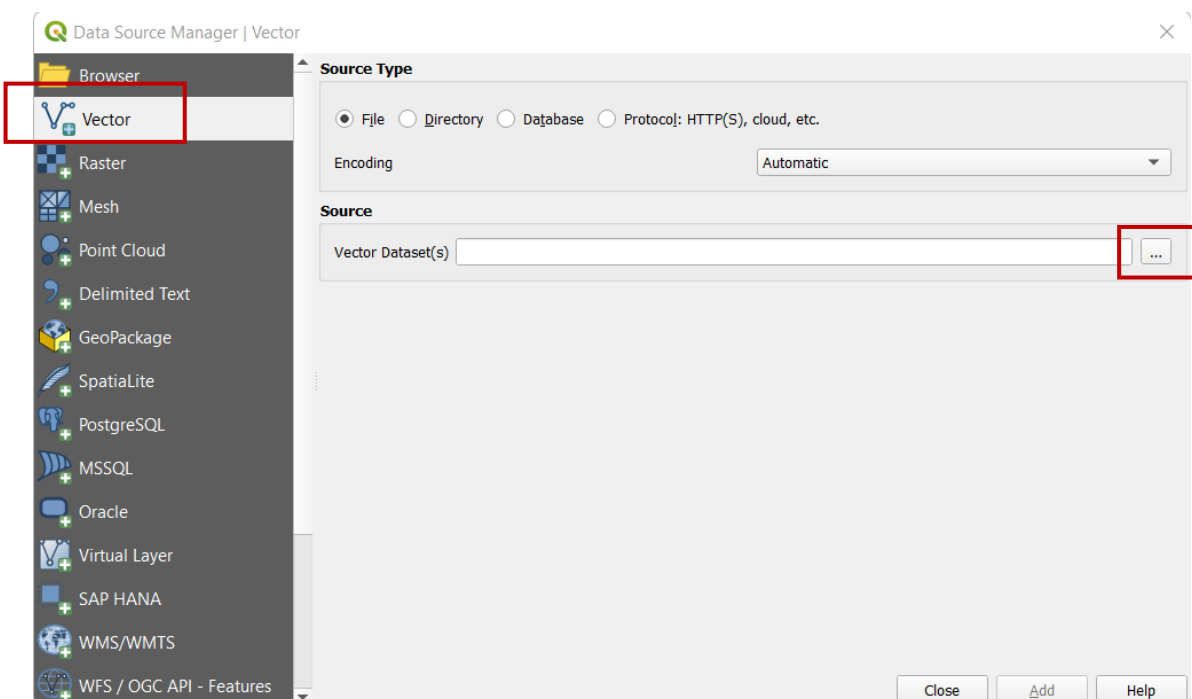 Data Source Manager | Vector
Browser
Vector
Raster
Mesh
Point Cloud
Delimited Text
GeoPackage
SpatiaLite
PostgreSQL
MSSQL
Oracle
Virtual Layer
SAP HANA
WMS/WMTS
WFS / OGC API - Features
Source Type
File Directory Database Protocol: HTTP(S), cloud, etc.
Encoding Automatic
Source
Vector Dataset(s) ...
Close Add Help